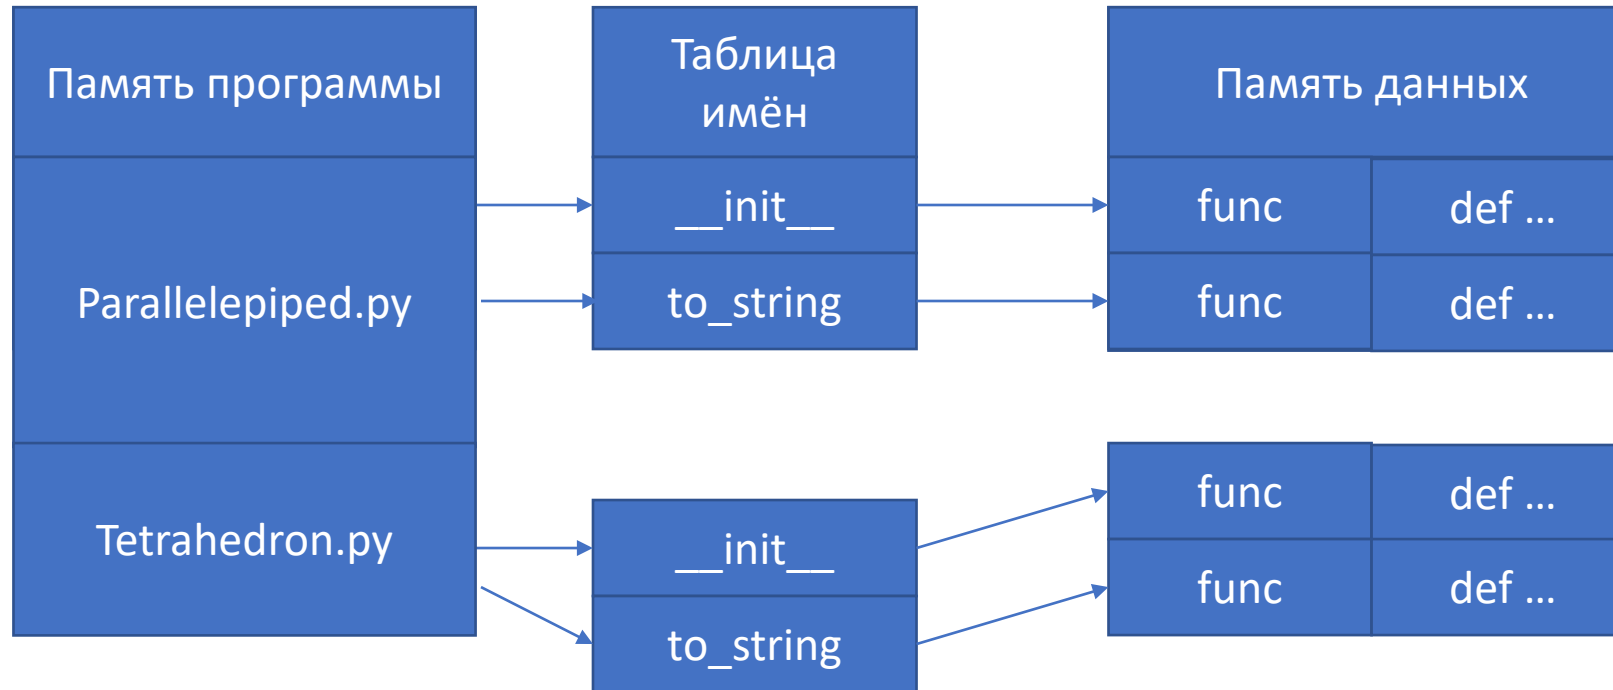 Память программы
Таблица
имён
Память данных
Parallelepiped.py
__init__
func
def ...
to_string
func
def ...
Tetrahedron.py
__init__
func
def ...
to_string
func
def ...